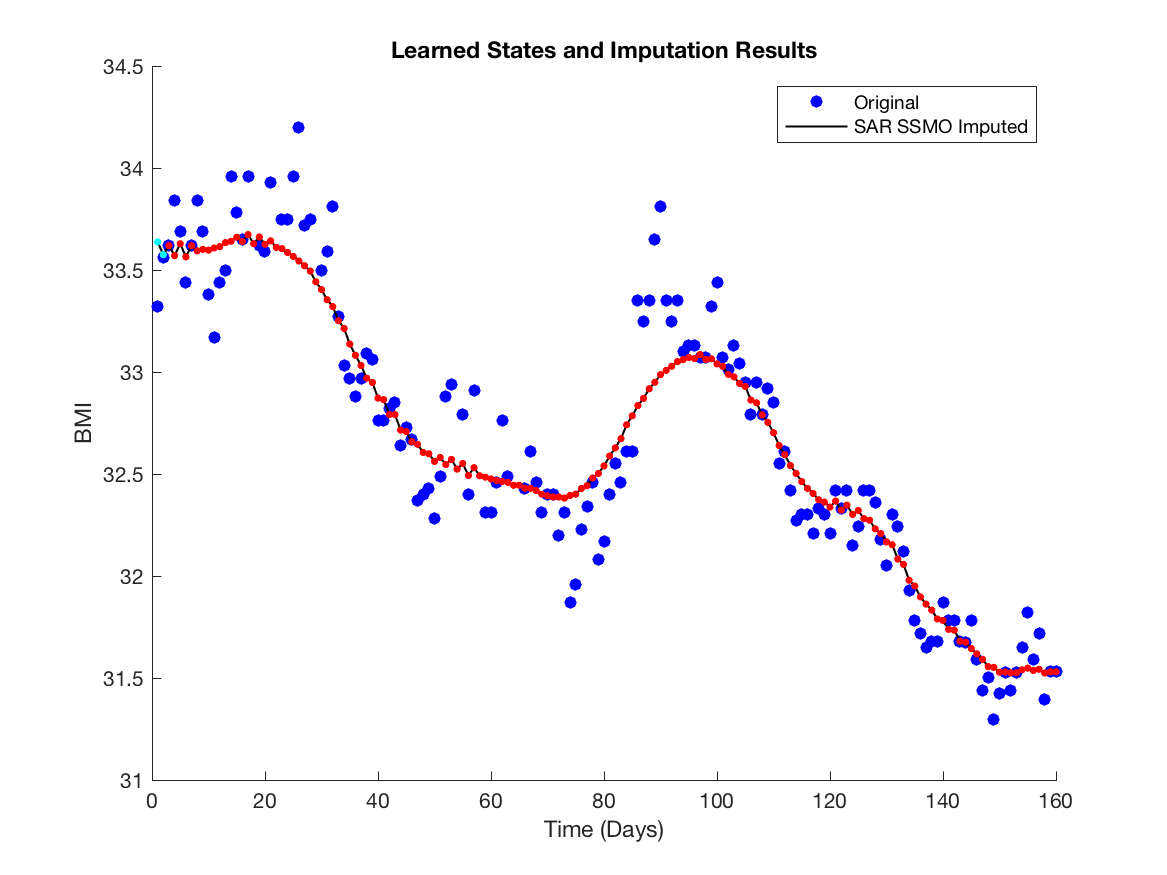 Learned States and Imputation Results
34.5
34
33.5
33
32.5
32
31.5
31
BMI
Original
SAR SSMO Imputed
0 20 40 60 80 100 120 140 160
Time (Days)